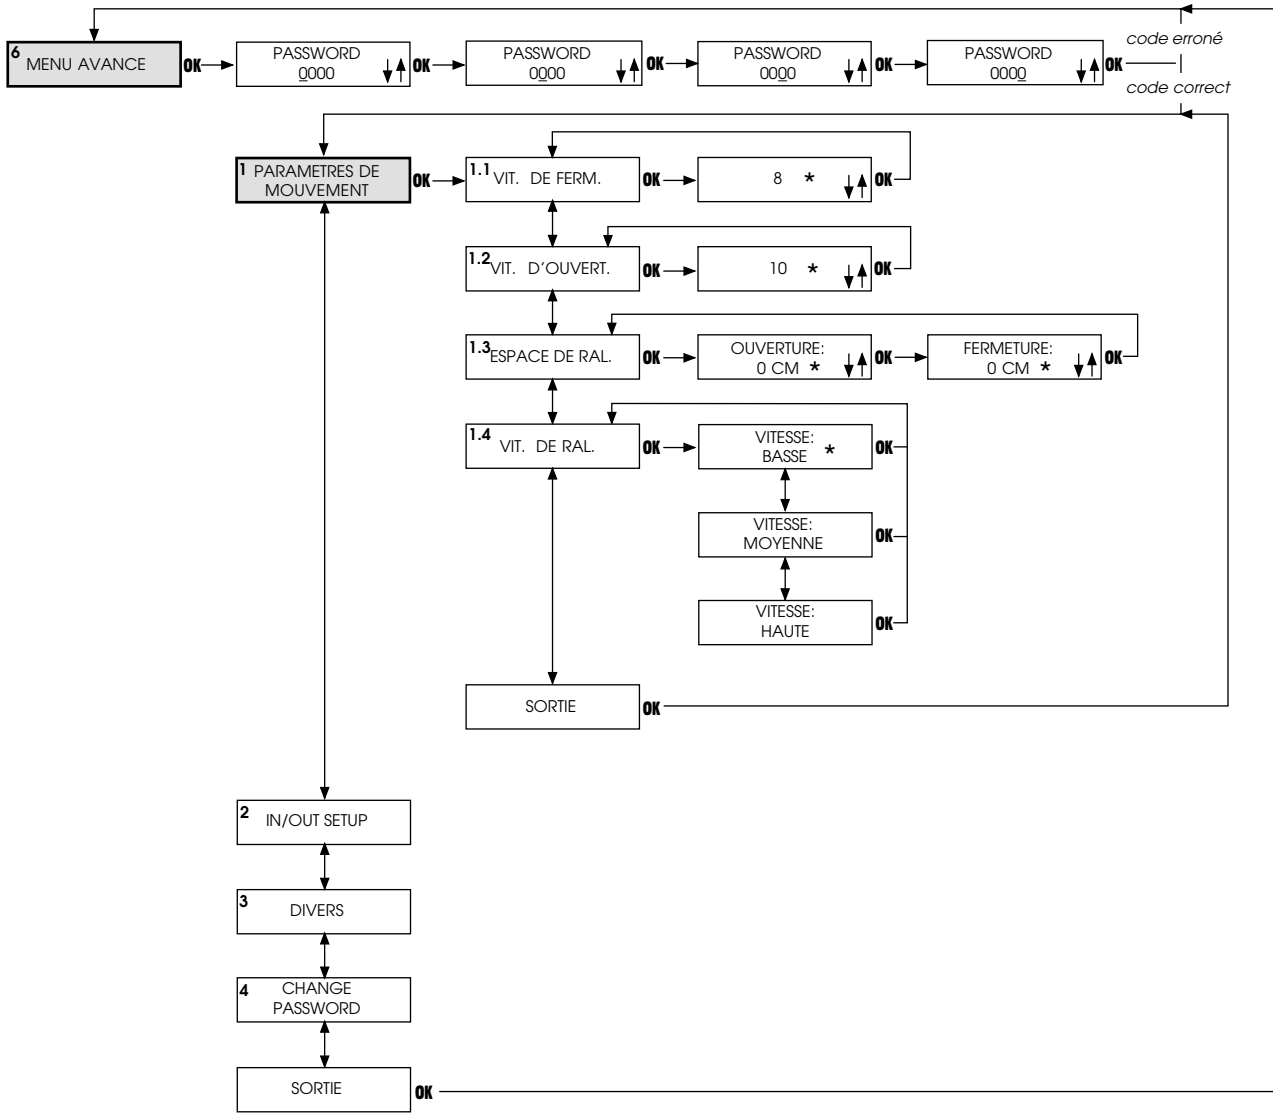 code erroné
6 MENU AVANCE OK PASSWORD 0000 OK PASSWORD 0000 OK PASSWORD 0000 OK PASSWORD 0000 OK
code correct
1 PARAMETRES DE MOUVEMENT OK
1.1 VIT. DE FERM. OK 8 * OK
1.2 VIT. D'OUVERT. OK 10 * OK
1.3 ESPACE DE RAL. OK OUVERTURE: 0 CM * OK FERMETURE: 0 CM * OK
1.4 VIT. DE RAL. OK VITESSE: BASSE * OK
VITESSE: MOYENNE OK
VITESSE: HAUTE OK
SORTIE OK
2 IN/OUT SETUP
3 DIVERS
4 CHANGE PASSWORD
SORTIE OK